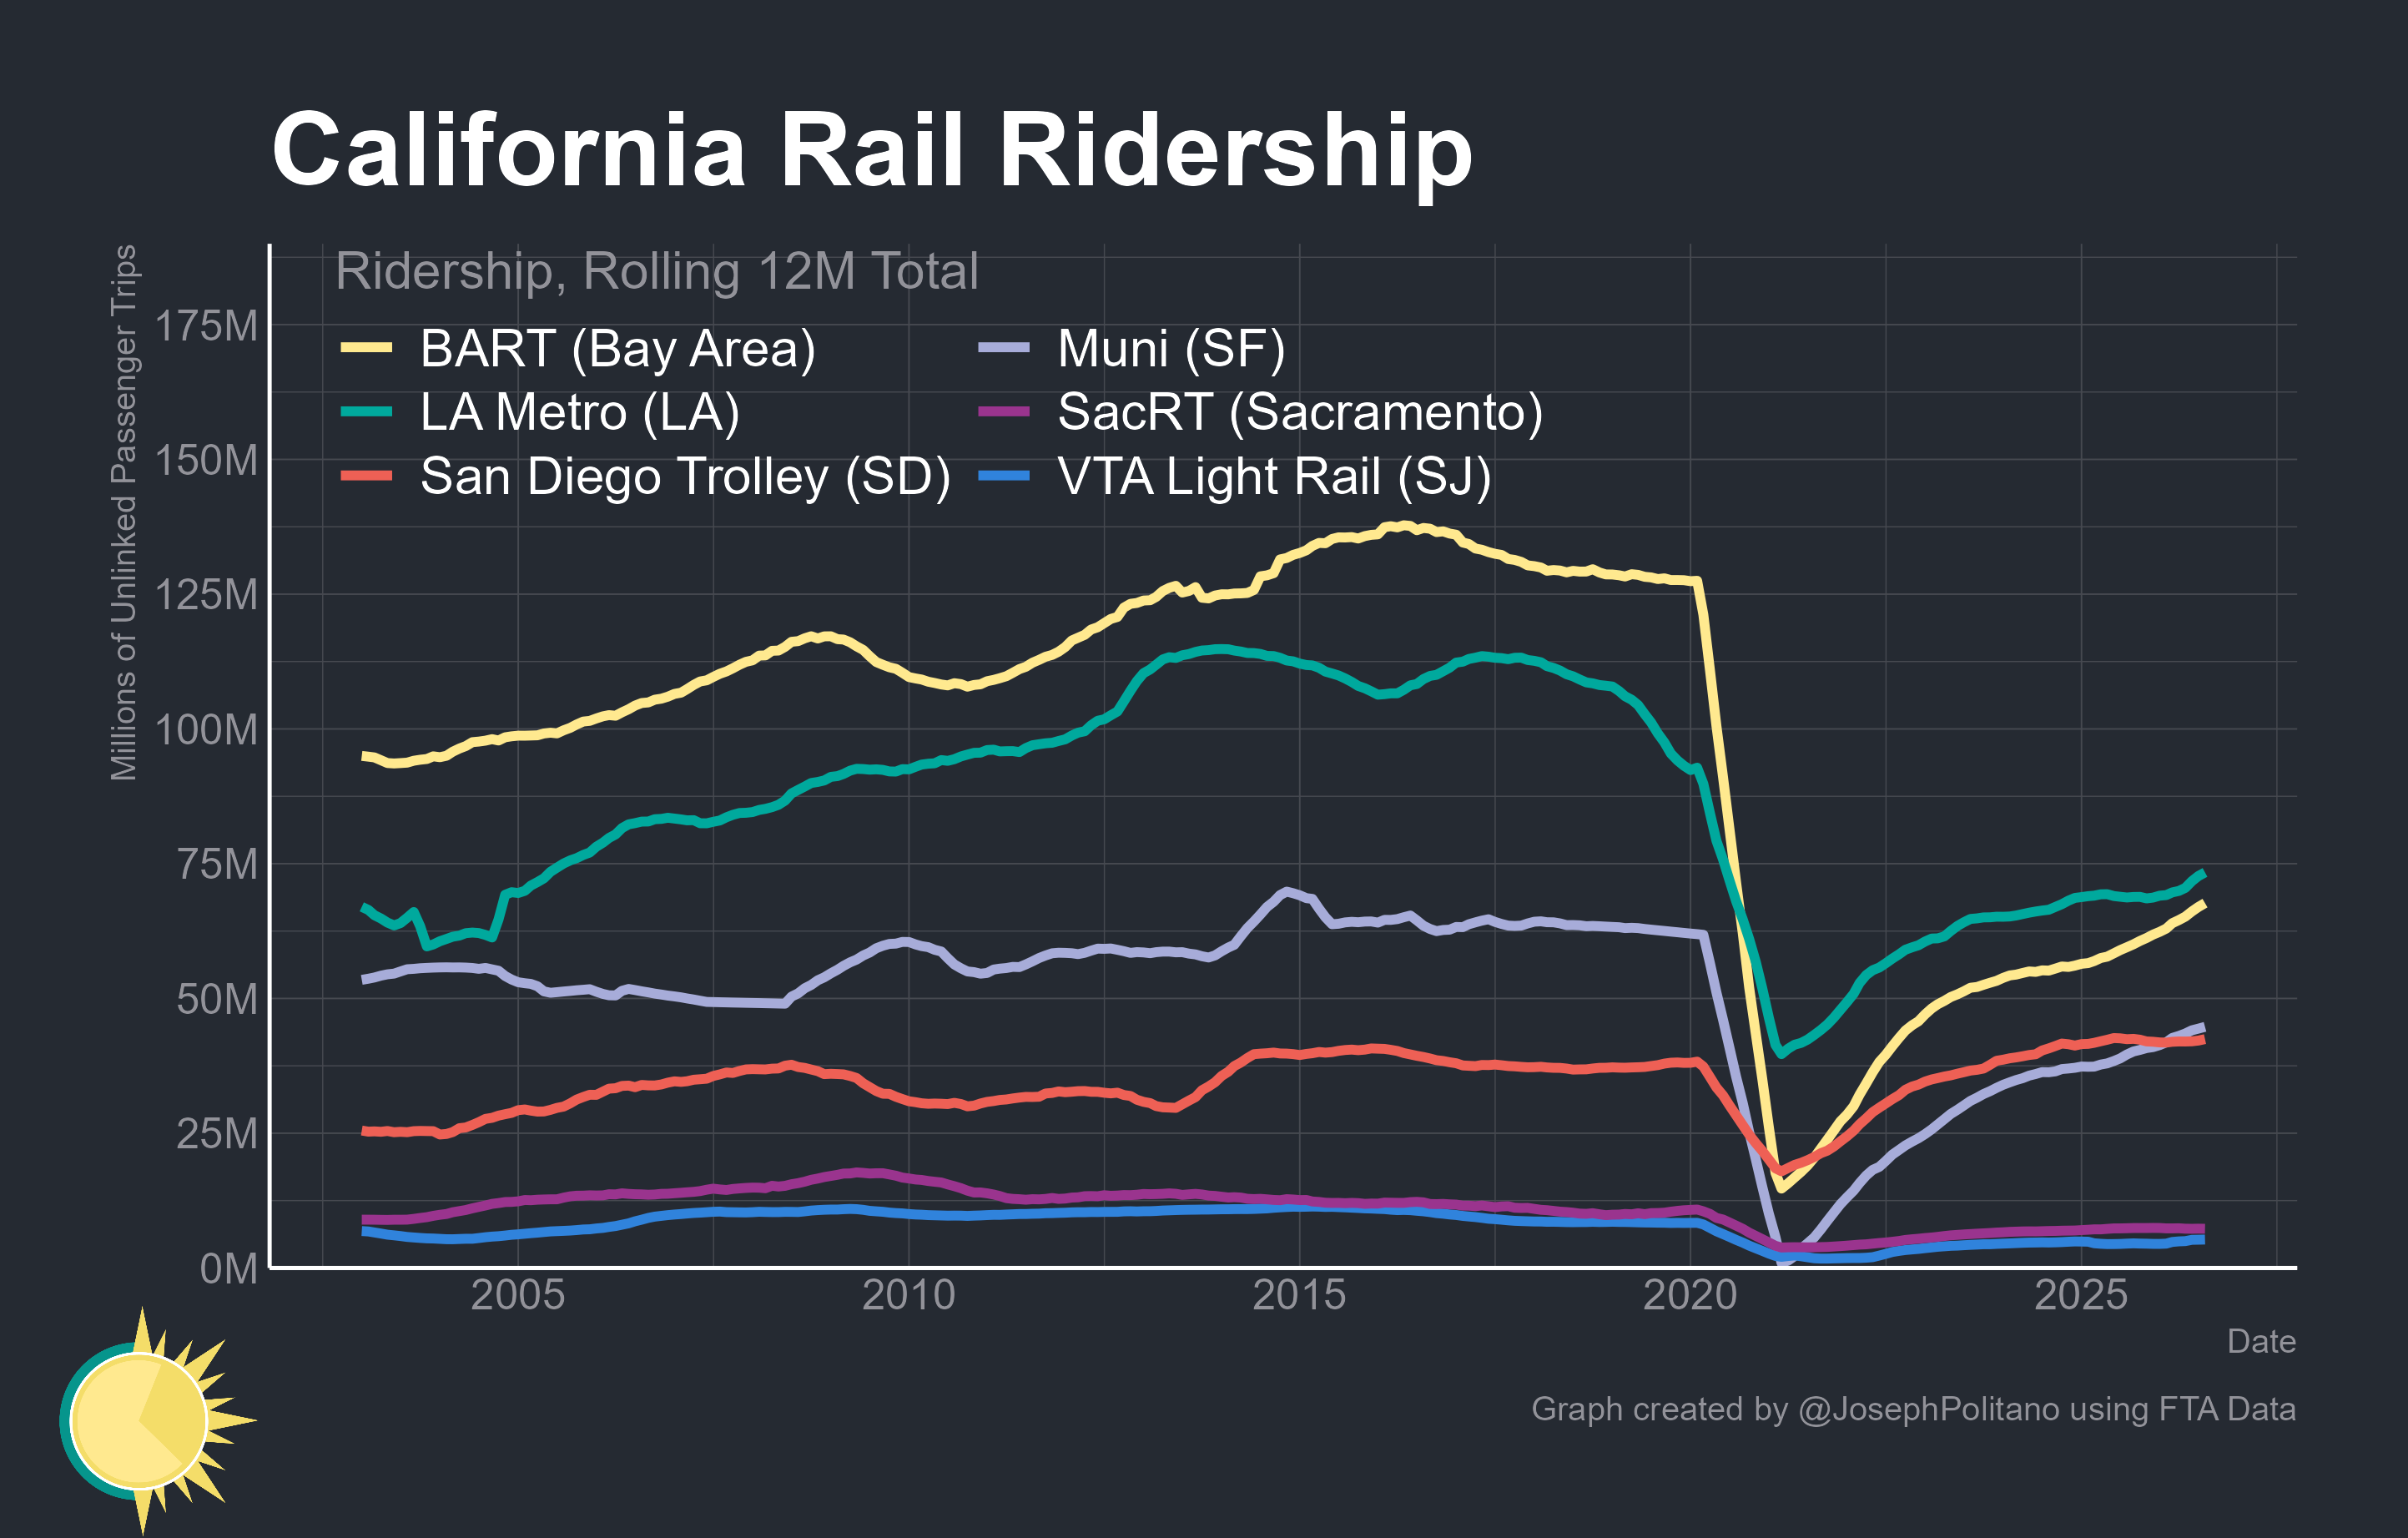 California Rail Ridership
Ridership, Rolling 12M Total
BART (Bay Area)
LA Metro (LA)
San Diego Trolley (SD)
Muni (SF)
SacRT (Sacramento)
VTA Light Rail (SJ)
Millions of Unlinked Passenger Trips
175M
150M
125M
100M
75M
50M
25M
0M
2005 2010 2015 2020 2025
Date
Graph created by @JosephPolitano using FTA Data